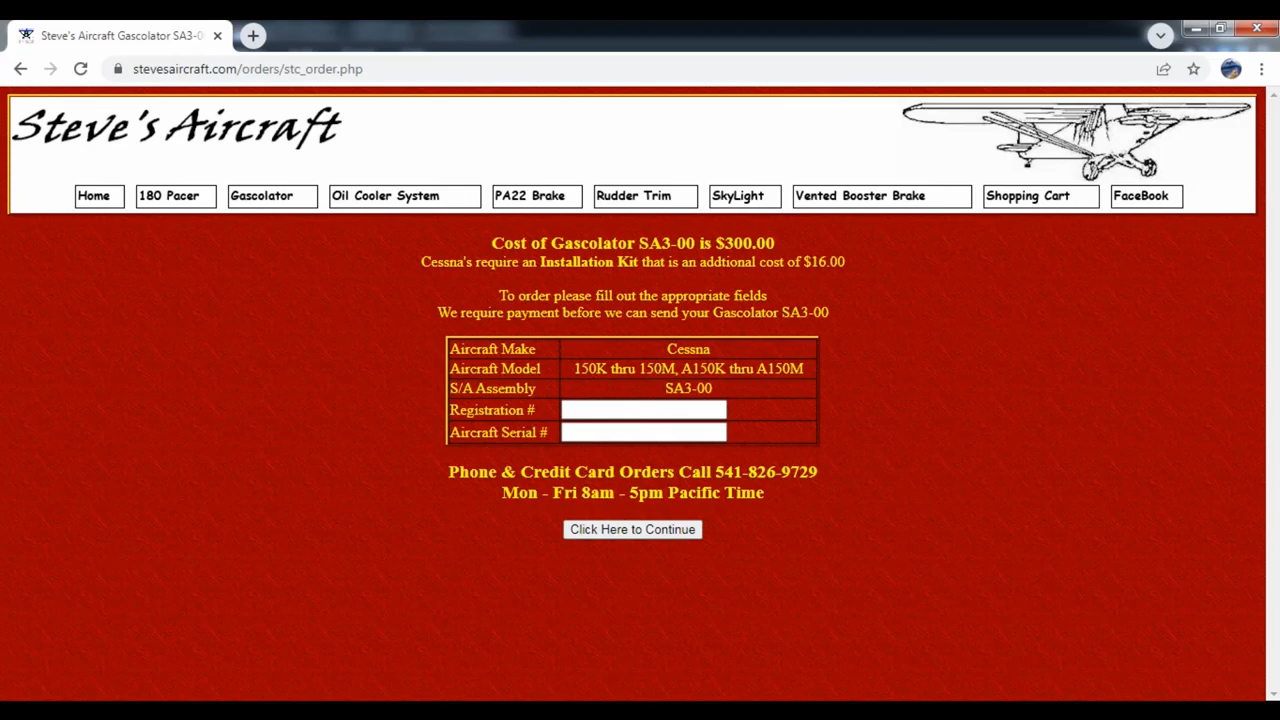 Steve's Aircraft Gascolator SA3-0
stevesaircraft.com/orders/stc_order.php
Steve's Aircraft
Home 180 Pacer Gascolator Oil Cooler System PA22 Brake Rudder Trim SkyLight Vented Booster Brake Shopping Cart FaceBook
Cost of Gascolator SA3-00 is $300.00
Cessna's require an Installation Kit that is an addtional cost of $16.00
To order please fill out the appropriate fields
We require payment before we can send your Gascolator SA3-00
Aircraft Make Cessna
Aircraft Model 150K thru 150M, A150K thru A150M
S/A Assembly SA3-00
Registration #
Aircraft Serial #
Phone & Credit Card Orders Call 541-826-9729
Mon - Fri 8am - 5pm Pacific Time
Click Here to Continue